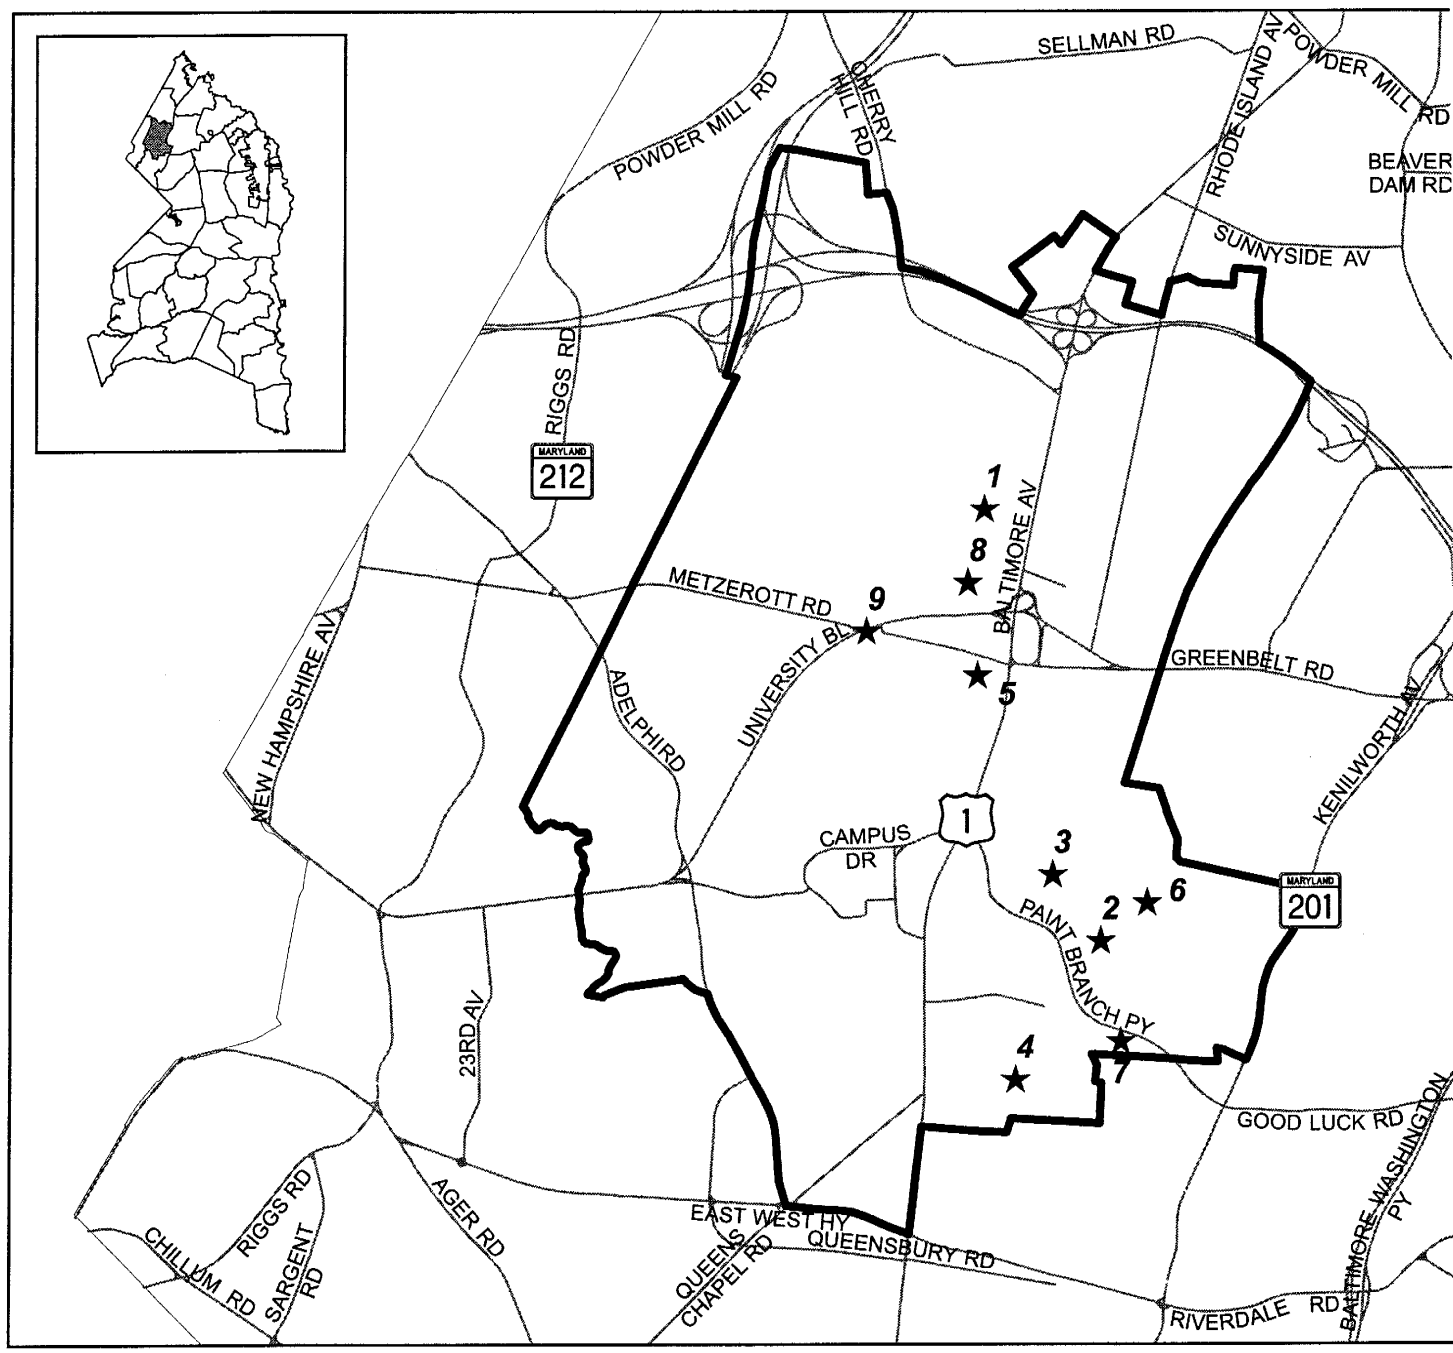 SELLMAN RD
POWDER MILL RD
CHERRY
HILL RD
RHODE ISLAND AV
POWDER MILL
RD
BEAVER
DAM RD
SUNNYSIDE AV
RIGGS RD
MARYLAND
212
1
BALTIMORE AV
8
METZEROTT RD
9
UNIVERSITY BL
5
GREENBELT RD
NEW HAMPSHIRE AV
ADELPHI RD
KENILWORTH AV
1
CAMPUS
DR
3
6
2
MARYLAND
201
PAINT BRANCH PY
23RD AV
4
7
GOOD LUCK RD
BALTIMORE WASHINGTON
PY
RIGGS RD
AGER RD
CHILLUM RD
SARGENT
RD
EAST WEST HY
QUEENS
CHAPEL RD
QUEENSBURY RD
RIVERDALE RD